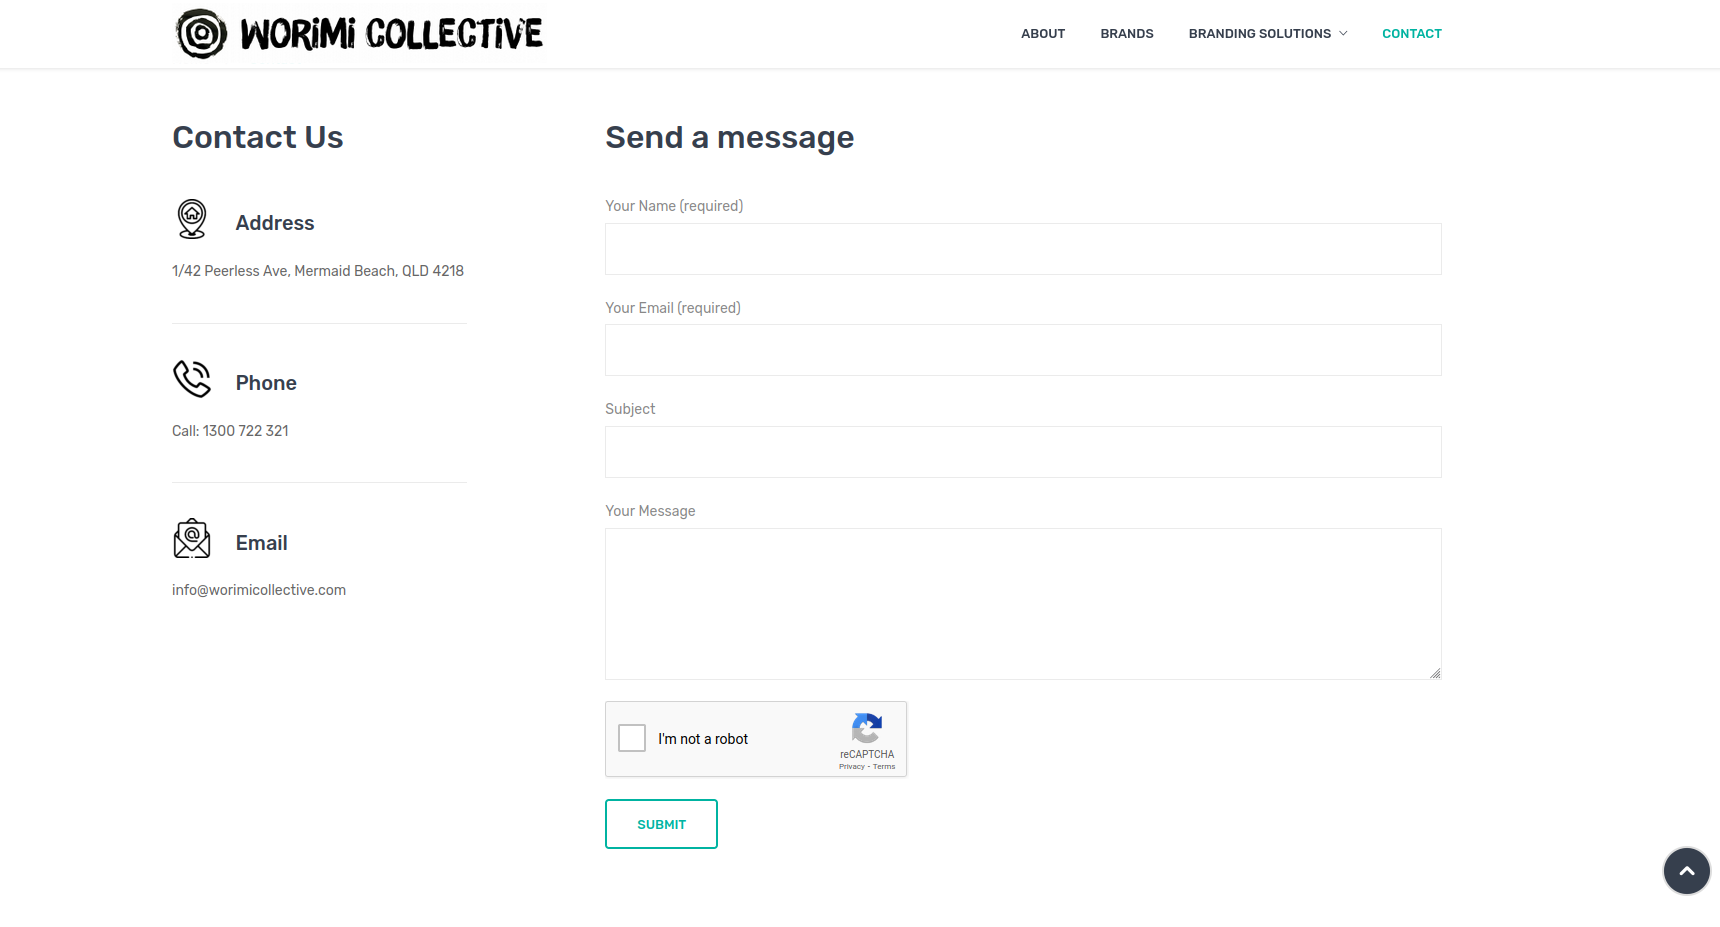 WORIMI COLLECTIVE
ABOUT
BRANDS
BRANDING SOLUTIONS
CONTACT
Contact Us
Address
1/42 Peerless Ave, Mermaid Beach, QLD 4218
Phone
Call: 1300 722 321
Email
info@worimicollective.com
Send a message
Your Name (required)
Your Email (required)
Subject
Your Message
I'm not a robot
reCAPTCHA
Privacy - Terms
SUBMIT